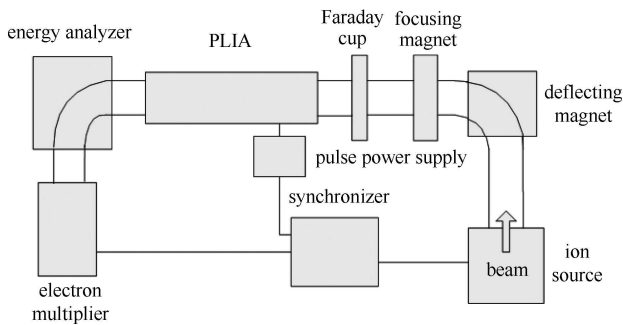 energy analyzer
PLIA
Faraday
cup
focusing
magnet
deflecting
magnet
pulse power supply
synchronizer
electron
multiplier
beam
ion
source